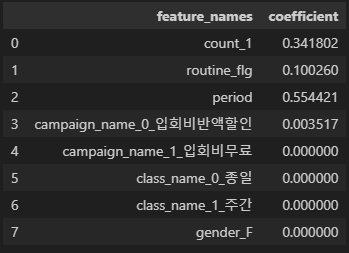 feature_names coefficient
0 count_1 0.341802
1 routine_flg 0.100260
2 period 0.554421
3 campaign_name_0_입회비반액할인 0.003517
4 campaign_name_1_입회비무료 0.000000
5 class_name_0_종일 0.000000
6 class_name_1_주간 0.000000
7 gender_F 0.000000